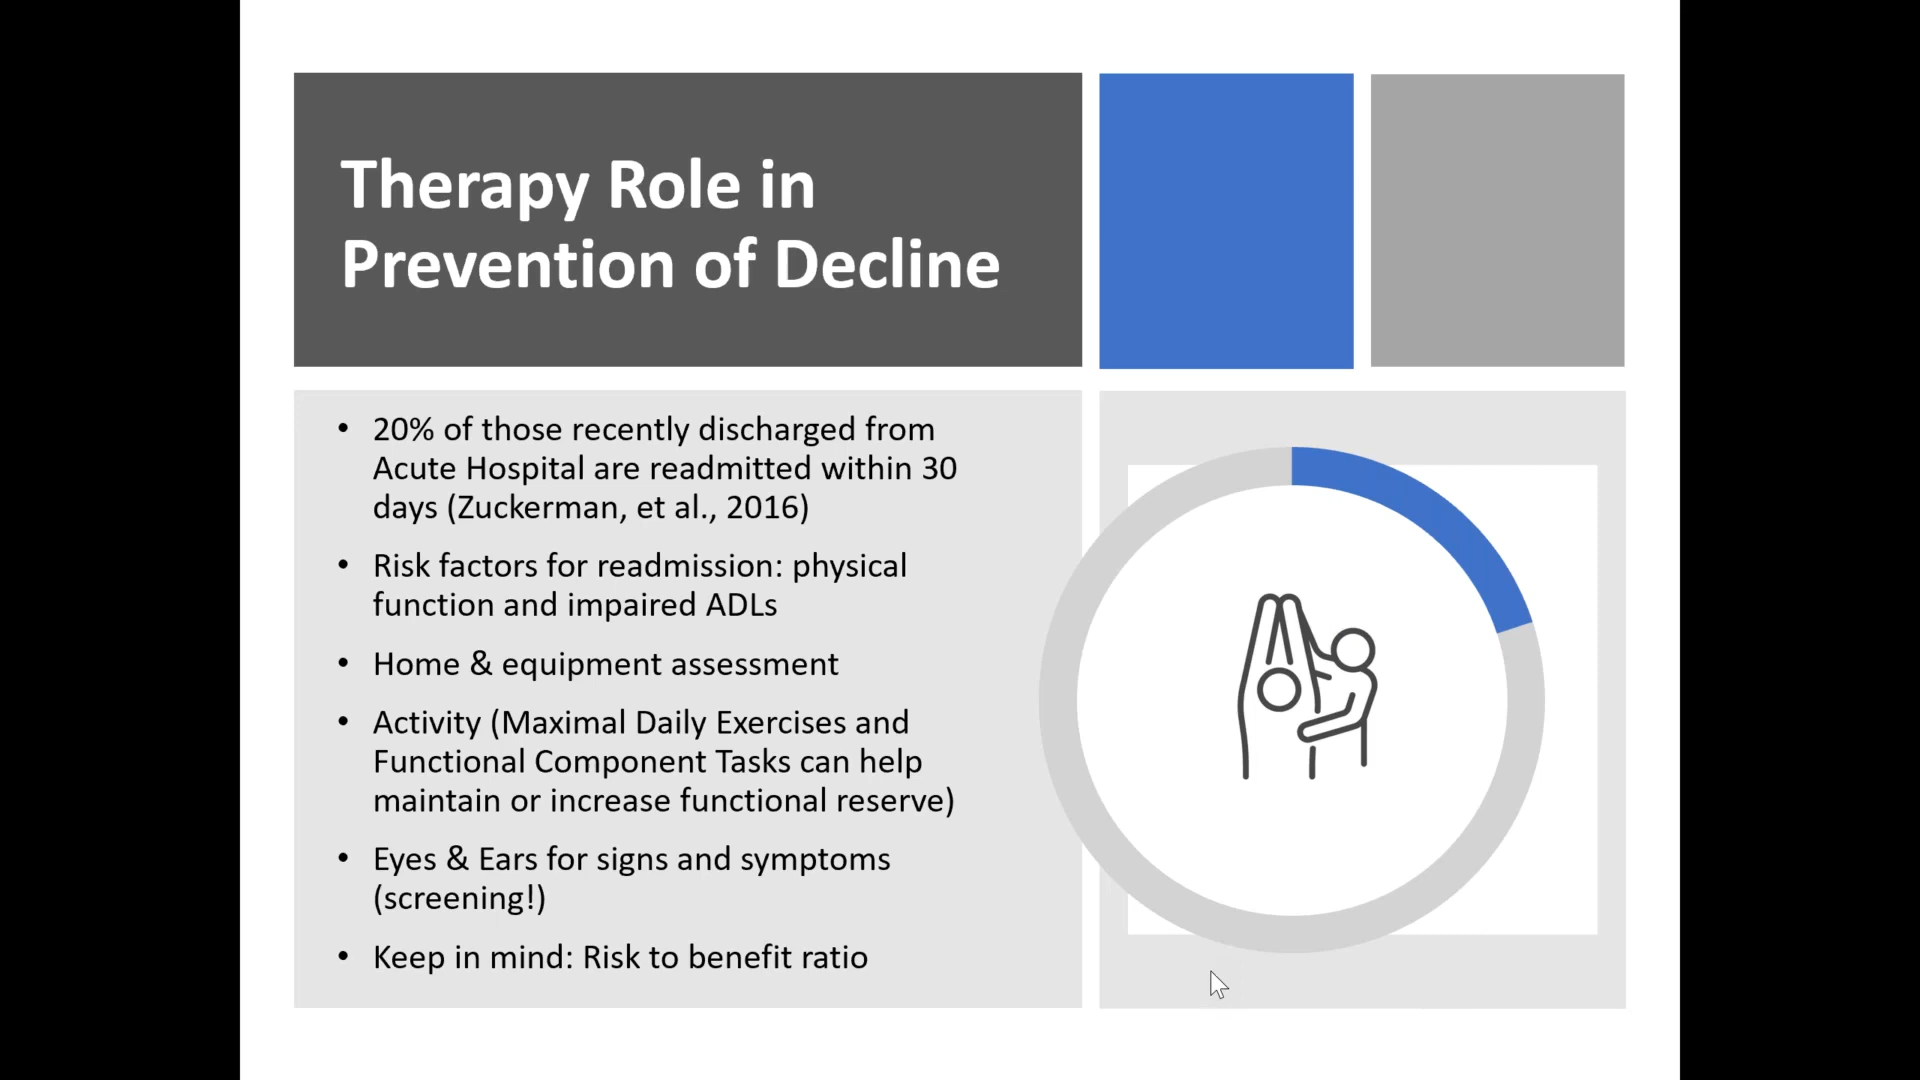 Therapy Role in
Prevention of Decline
• 20% of those recently discharged from
Acute Hospital are readmitted within 30
days (Zuckerman, et al., 2016)
• Risk factors for readmission: physical
function and impaired ADLs
• Home & equipment assessment
• Activity (Maximal Daily Exercises and
Functional Component Tasks can help
maintain or increase functional reserve)
• Eyes & Ears for signs and symptoms
(screening!)
• Keep in mind: Risk to benefit ratio